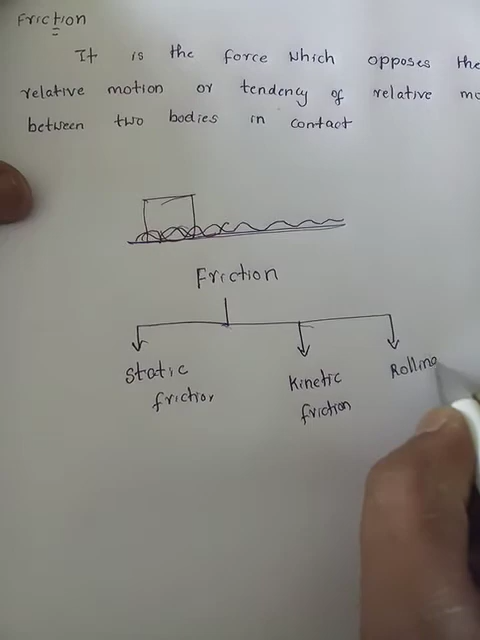 Friction
It is the force which opposes the
relative motion or tendency of relative mo
between two bodies in contact
Friction
Static
friction
Kinetic
friction
Rolling